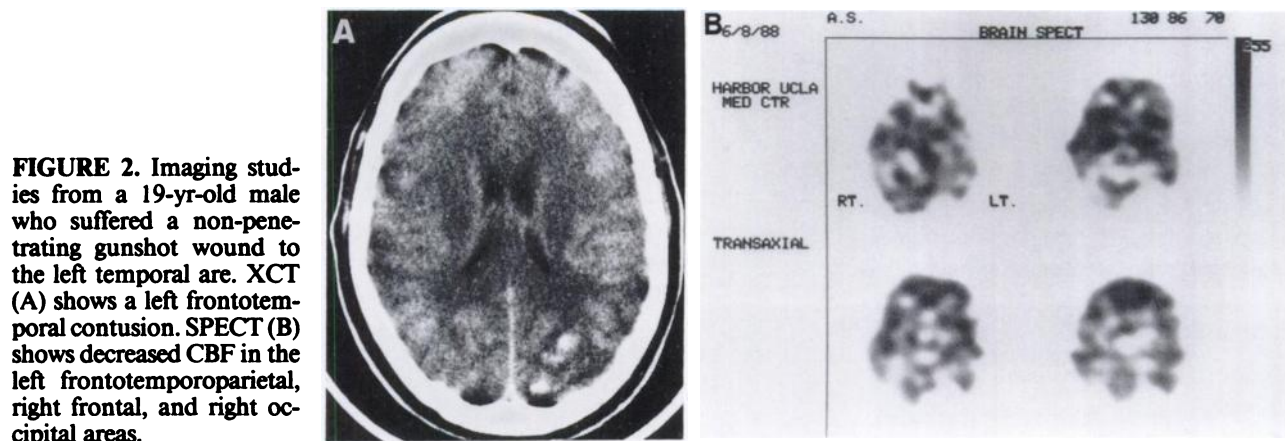 FIGURE 2. Imaging stud-
ies from a 19-yr-old male
who suffered a non-pene-
trating gunshot wound to
the left temporal are. XCT
(A) shows a left frontotem-
poral contusion. SPECT (B)
shows decreased CBF in the
left frontotemporoparietal,
right frontal, and right oc-
cipital areas.
A
B
6/8/88
A.S.
130 86 70
BRAIN SPECT
HARBOR UCLA
MED CTR
RT.
LT.
TRANSAXIAL